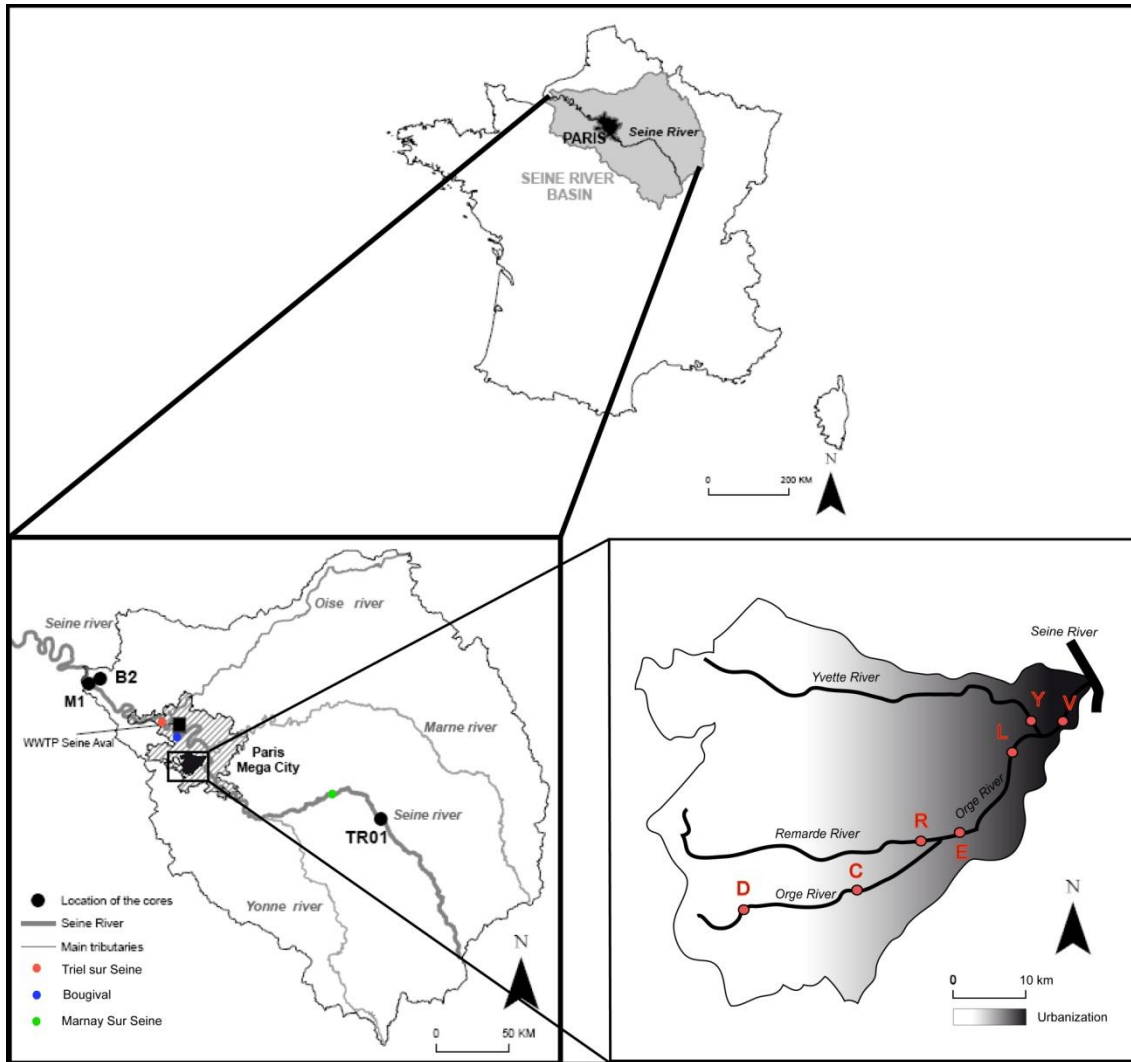 PARIS
Seine River
SEINE RIVER
BASIN
N
0 200 KM
Oise river
Seine river
B2
M1
WWTP Seine Aval
Marne river
Paris
Mega City
Seine river
TR01
Yonne river
Location of the cores
Seine River
Main tributaries
Triel sur Seine
Bougival
Marnay Sur Seine
N
0 50 KM
Seine River
Yvette River
Y
V
L
Orge River
Remarde River
R
E
D
Orge River
C
N
0 10 km
Urbanization